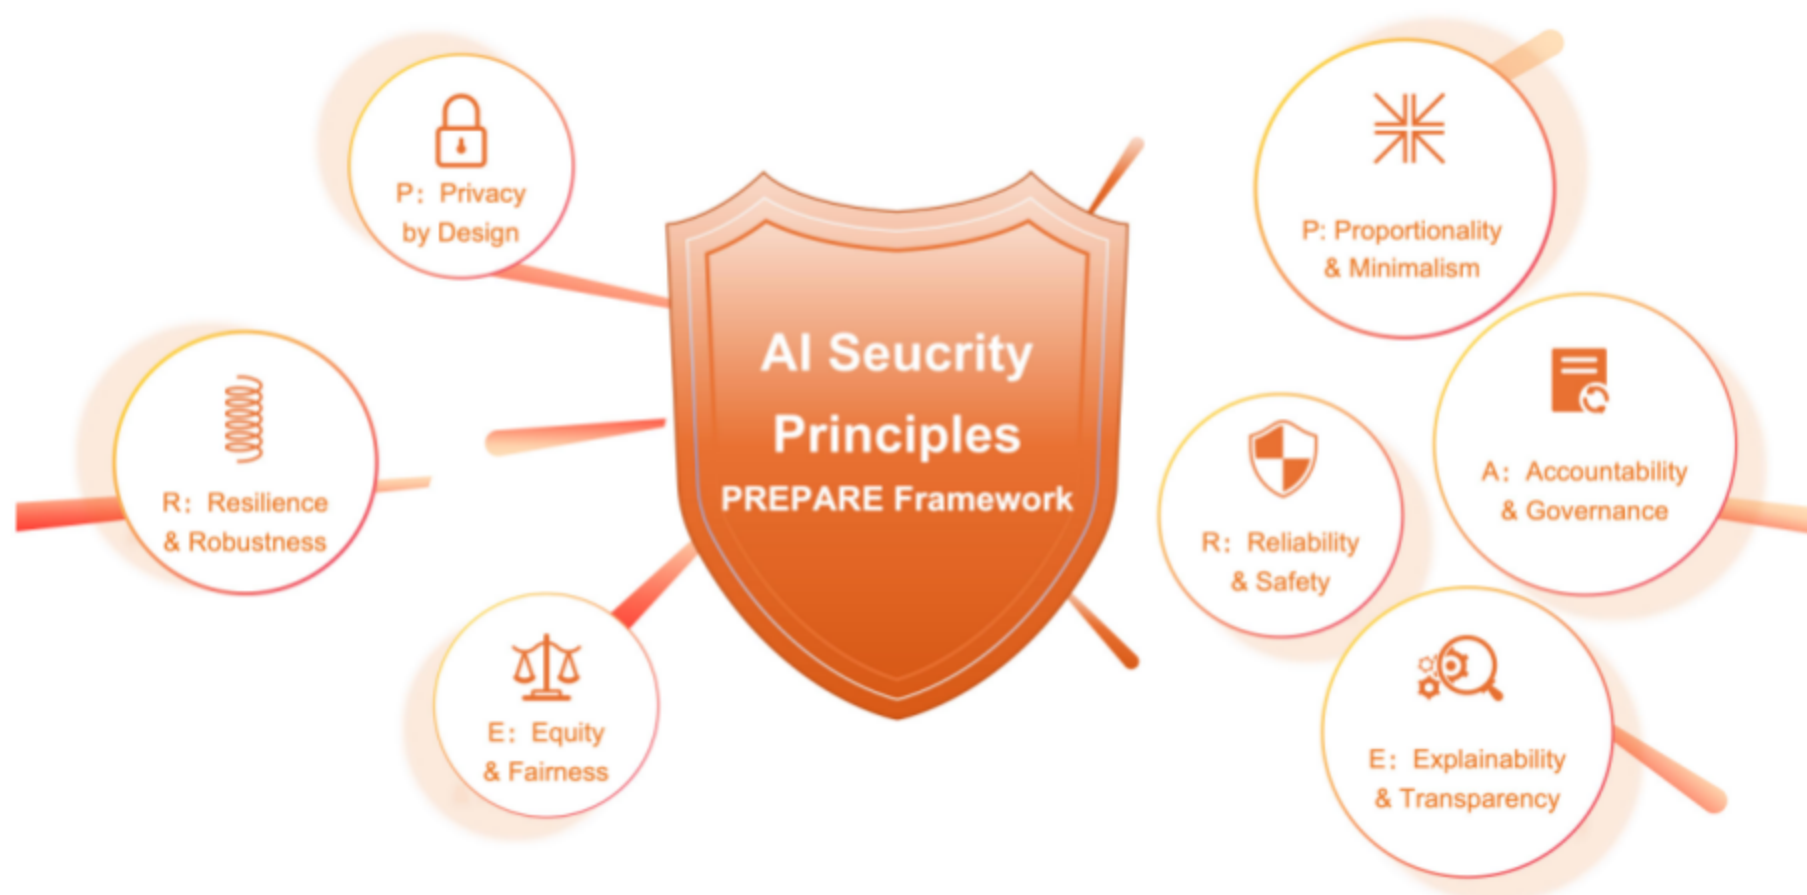 P: Privacy
by Design
R: Resilience
& Robustness
E: Equity
& Fairness
AI Seucrity
Principles
PREPARE Framework
P: Proportionality
& Minimalism
A: Accountability
& Governance
R: Reliability
& Safety
E: Explainability
& Transparency